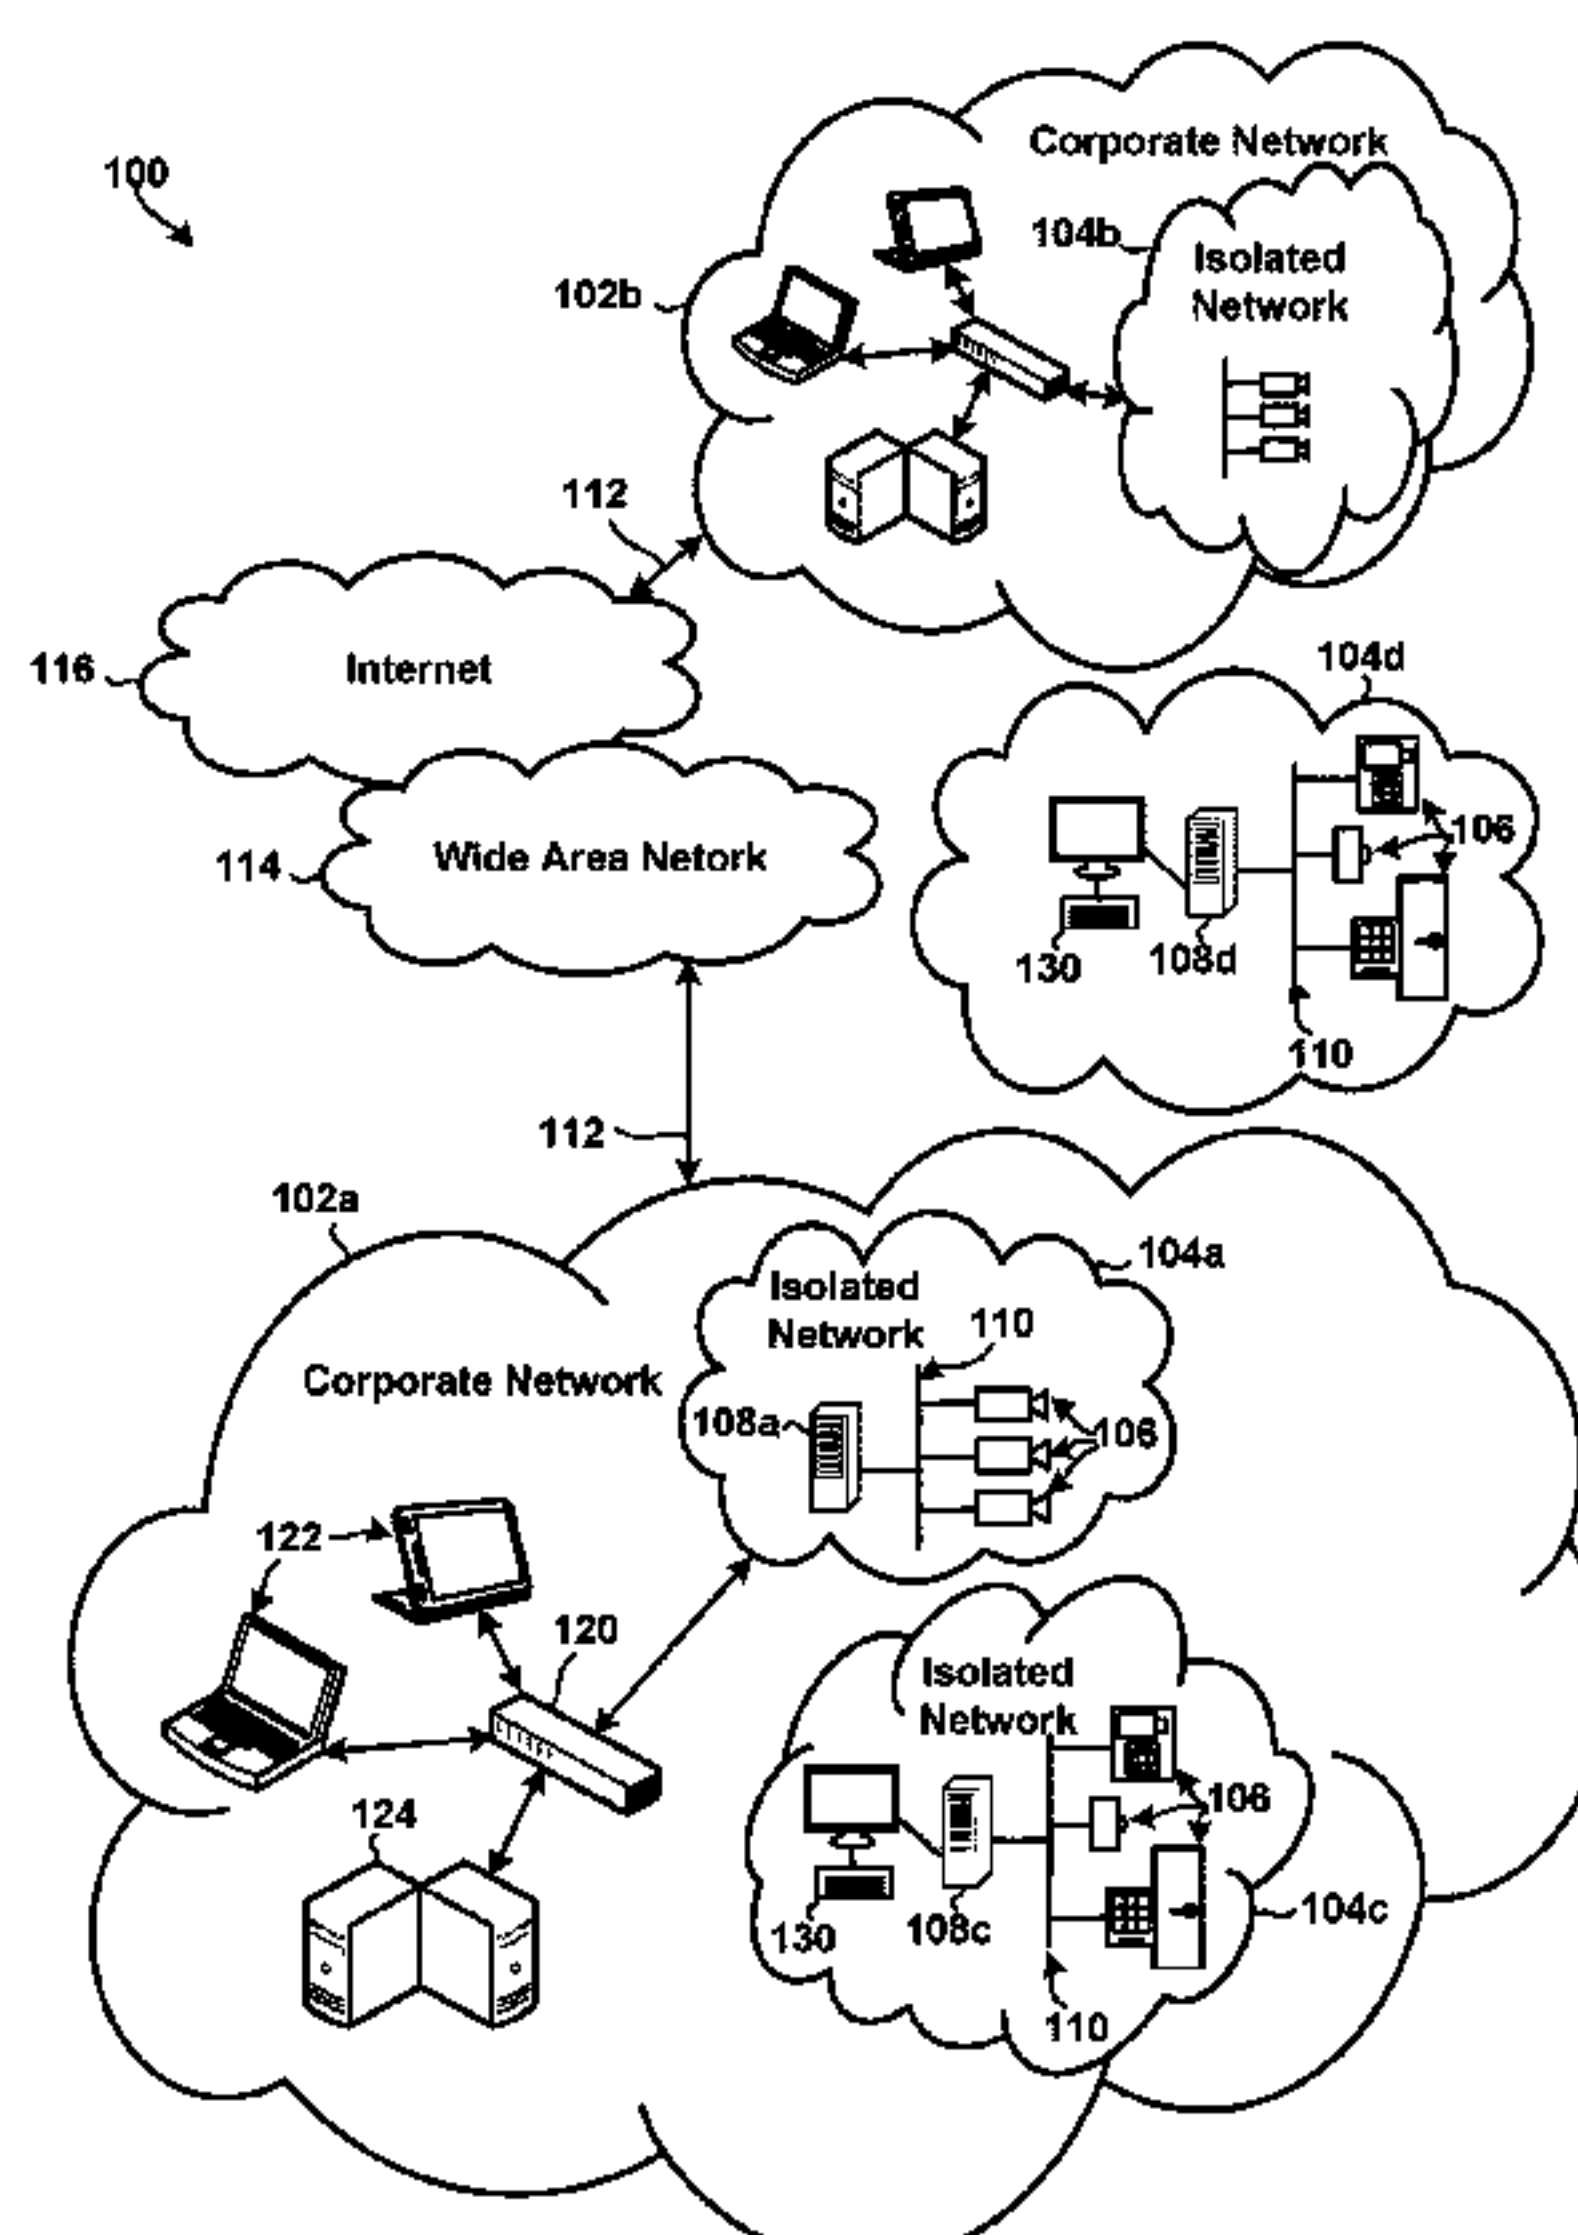 100
Corporate Network
104b
Isolated
Network
102b
112
116
Internet
104d
114
Wide Area Netork
106
130
108d
110
112
102a
104a
Isolated
Network
110
Corporate Network
108a
106
122
120
Isolated
Network
124
106
130
108c
104c
110